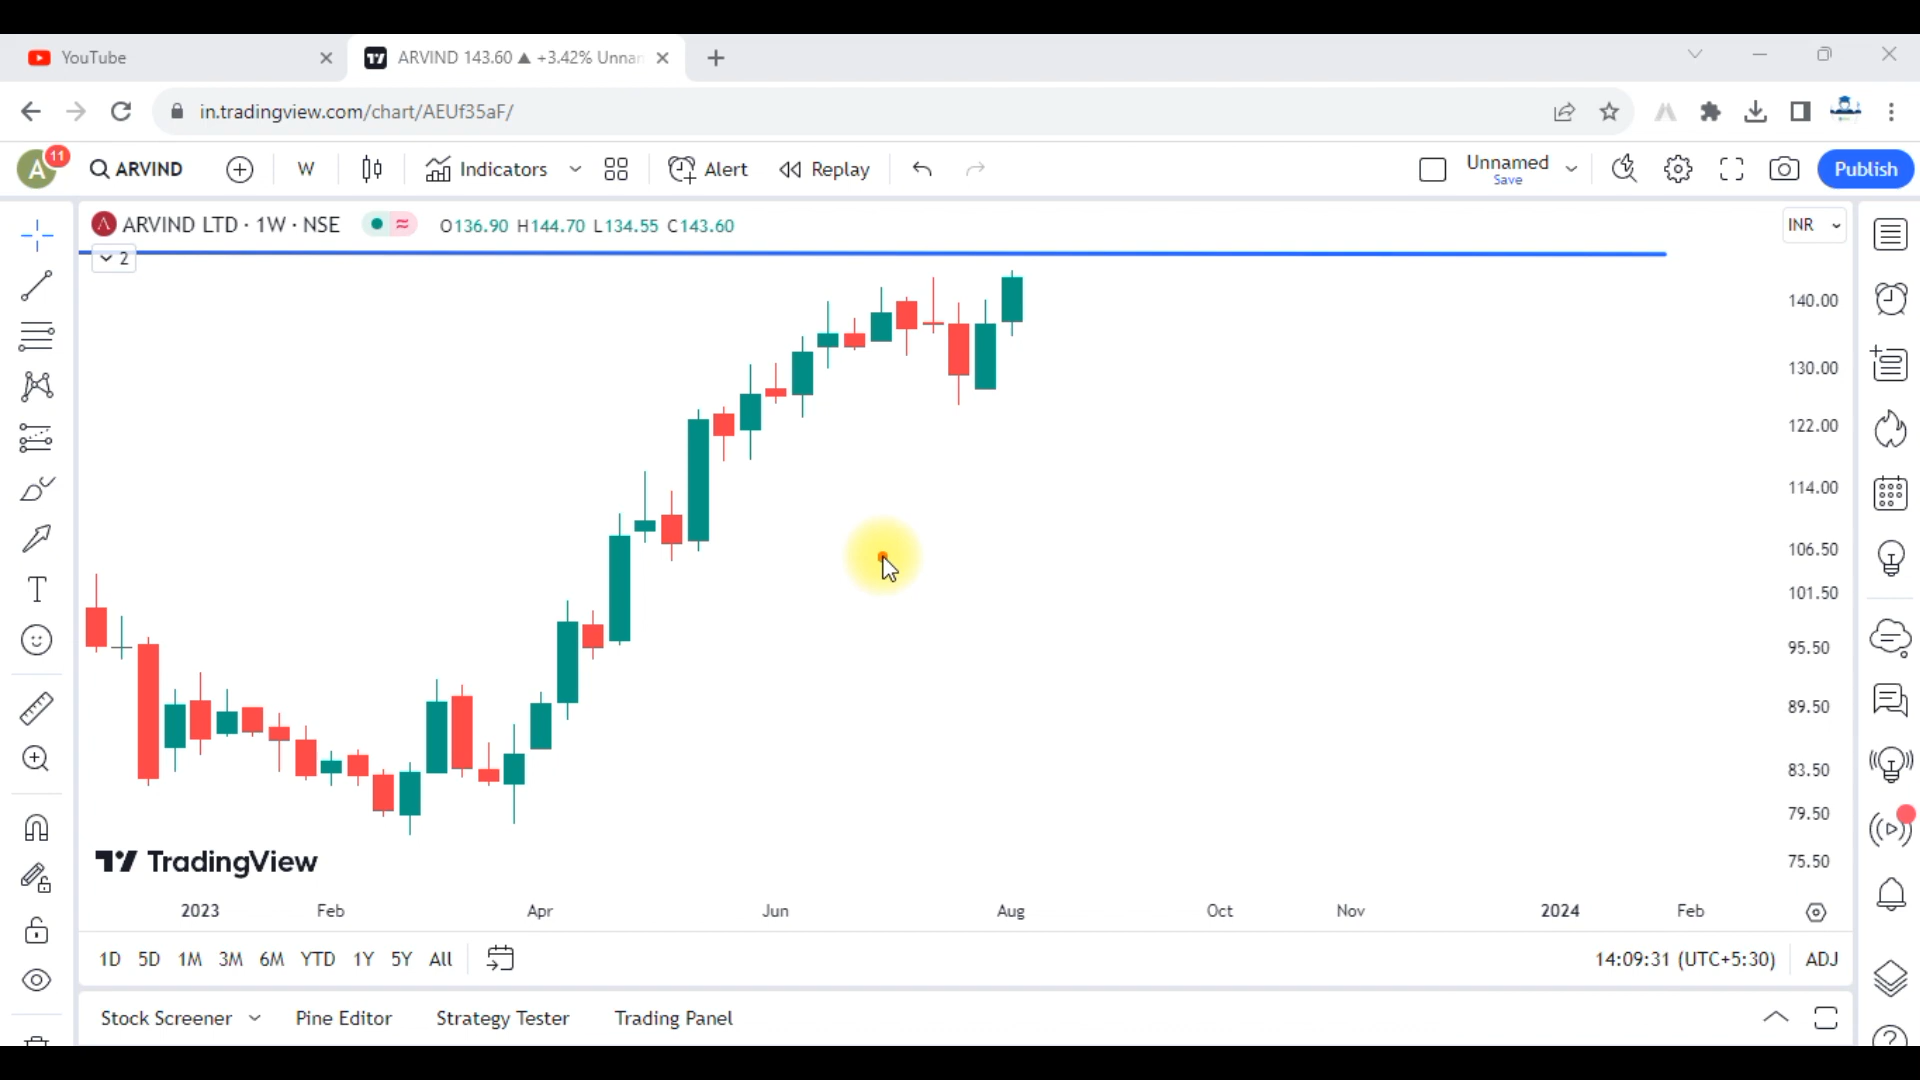 YouTube
ARVIND 143.60 ▲ +3.42% Unnar
in.tradingview.com/chart/AEUf35aF/
A 11
ARVIND
W
Indicators
Alert
Replay
Unnamed
Save
Publish
ARVIND LTD · 1W · NSE
O136.90 H144.70 L134.55 C143.60
INR
2
140.00
130.00
122.00
114.00
106.50
101.50
95.50
89.50
83.50
79.50
75.50
TradingView
2023 Feb Apr Jun Aug Oct Nov 2024 Feb
1D 5D 1M 3M 6M YTD 1Y 5Y All
14:09:31 (UTC+5:30) ADJ
Stock Screener Pine Editor Strategy Tester Trading Panel